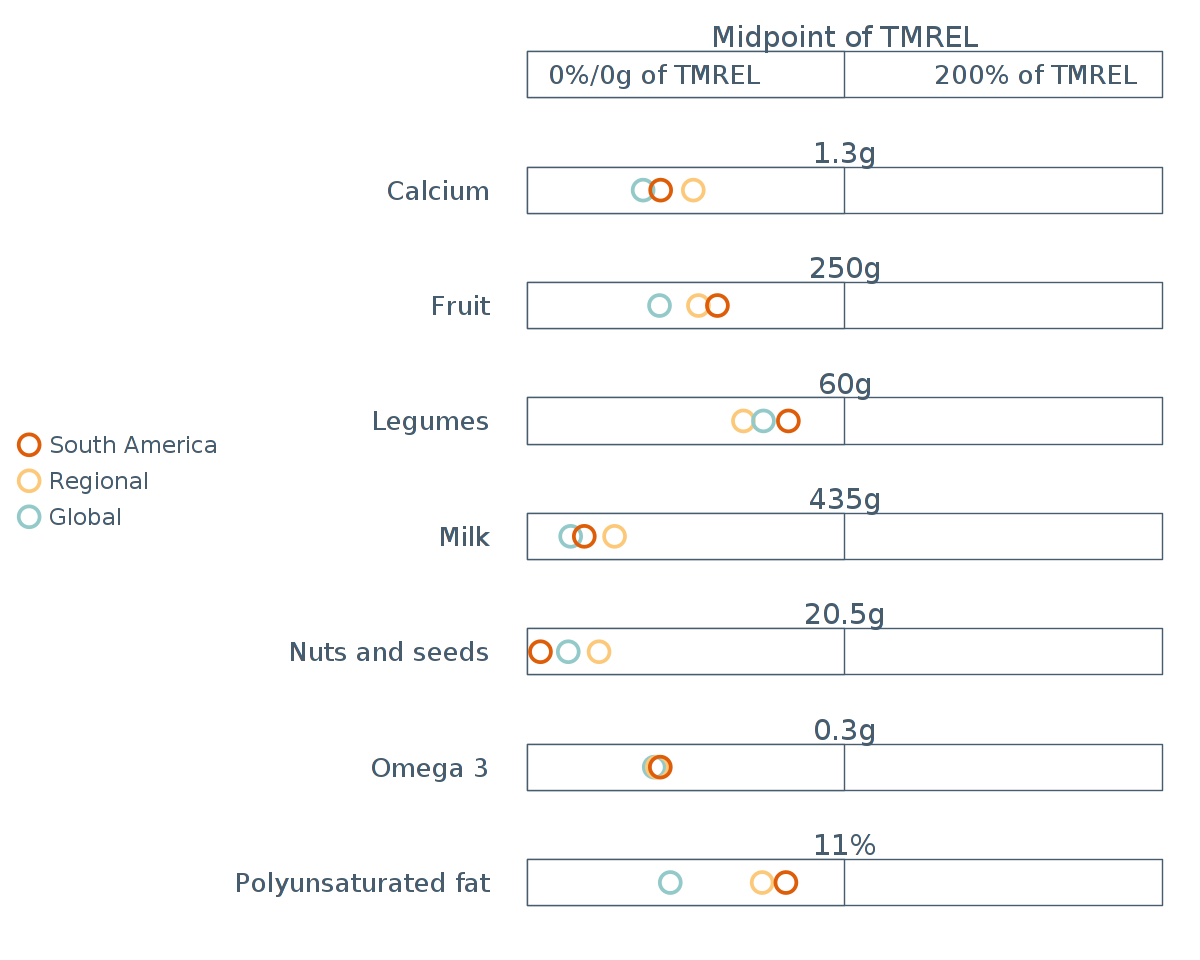 Midpoint of TMREL
0%/0g of TMREL
200% of TMREL
1.3g
Calcium
250g
Fruit
60g
Legumes
435g
Milk
20.5g
Nuts and seeds
0.3g
Omega 3
11%
Polyunsaturated fat
South America
Regional
Global